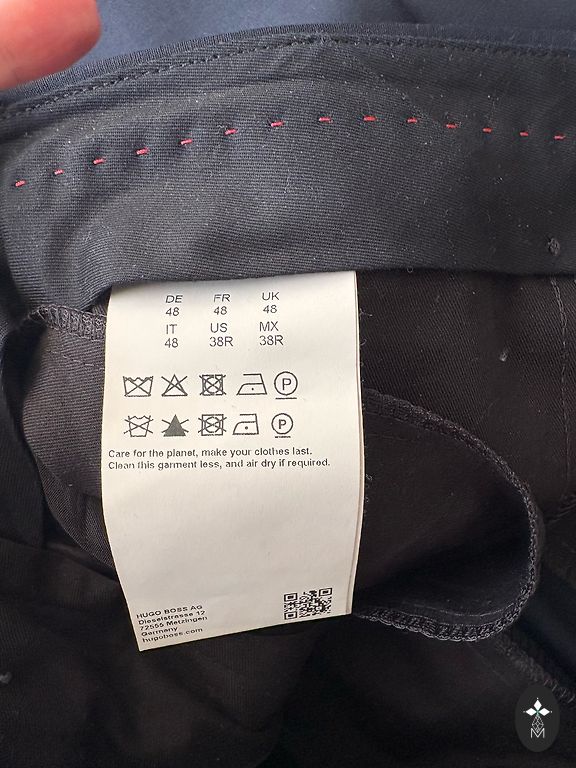 DE FR UK
48 48 48
IT US MX
48 38R 38R
P
P
Care for the planet, make your clothes last.
Clean this garment less, and air dry if required.
HUGO BOSS AG
Dieselstrasse 12
72555 Metzingen
Germany
hugoboss.com
M